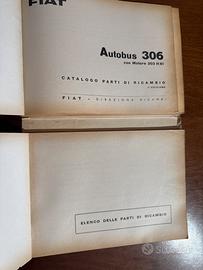 FIAT
Autobus 306
con Motore 203 H/61
CATALOGO PARTI DI RICAMBIO
FIAT - DIREZIONE RICAMBI
ELENCO DELLE PARTI DI RICAMBIO
subito